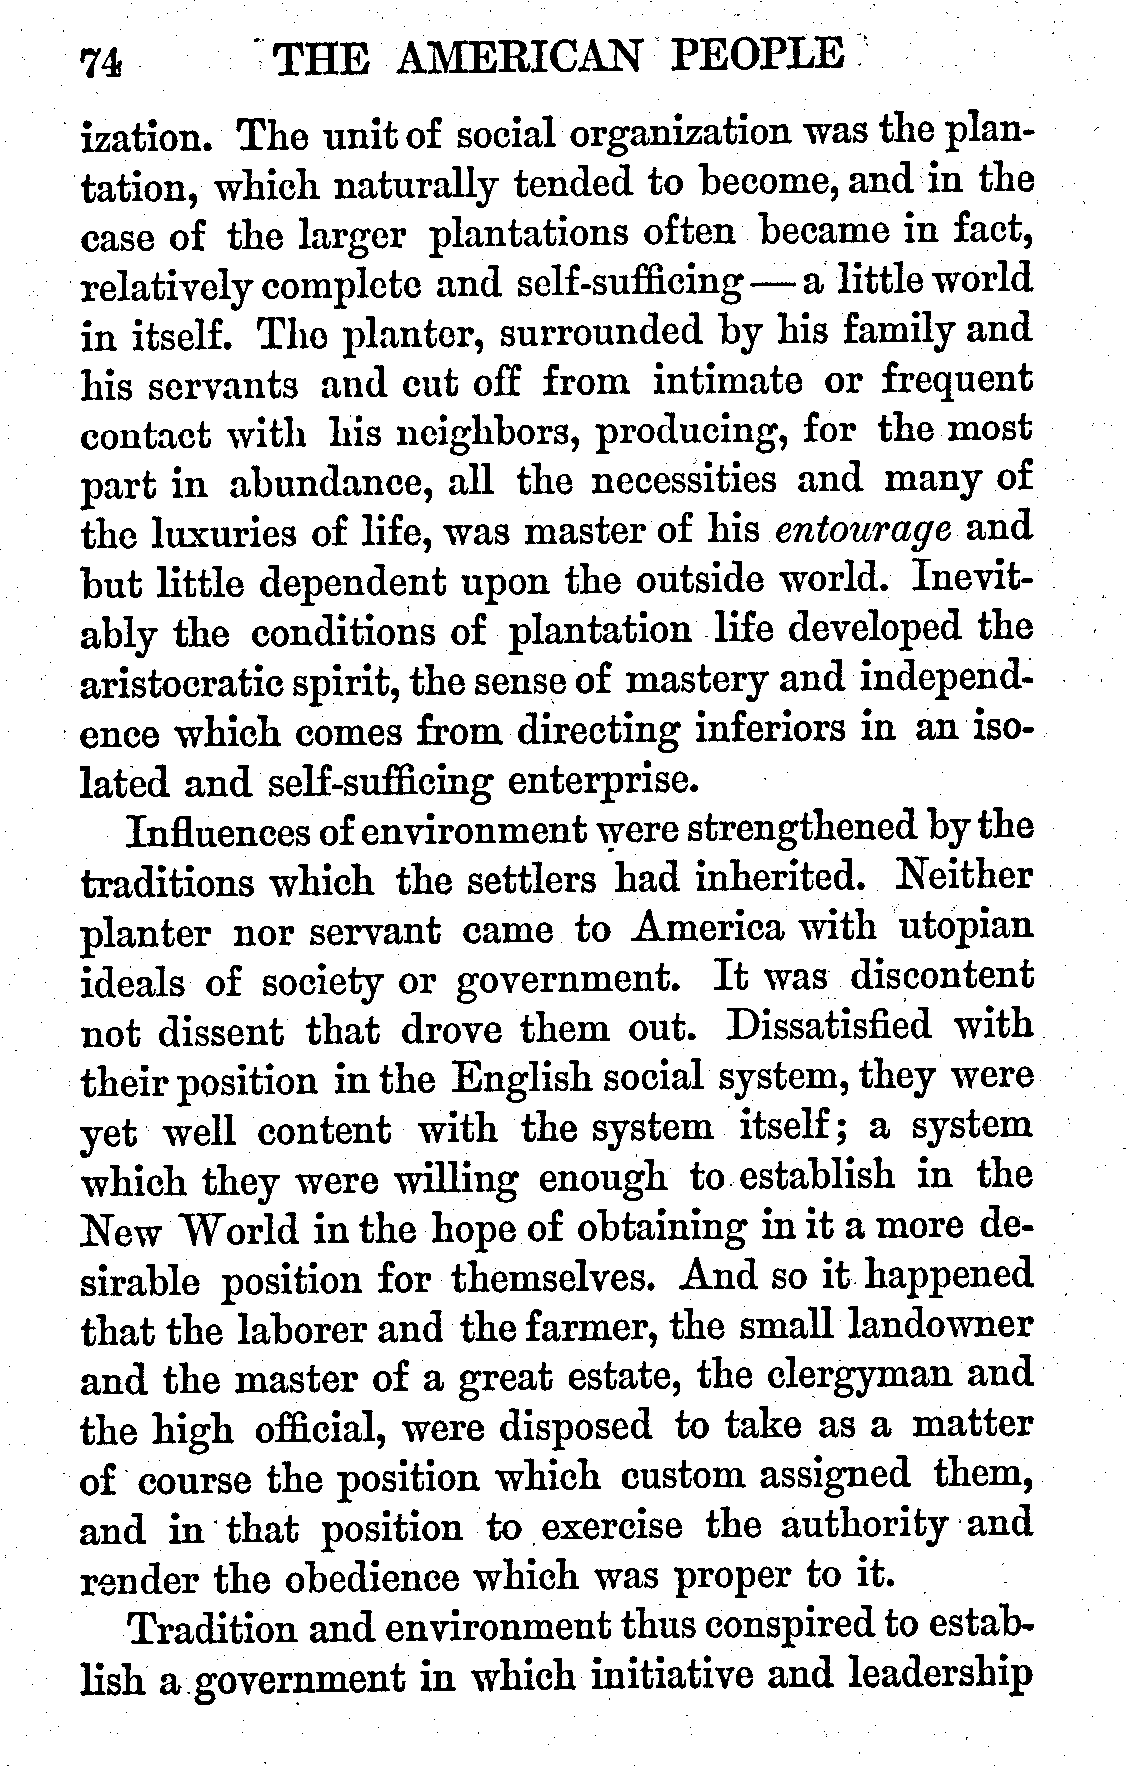 74 THE AMERICAN PEOPLE
ization. The unit of social organization was the plan-
tation, which naturally tended to become, and in the
case of the larger plantations often became in fact,
relatively complete and self-sufficing — a little world
in itself. The planter, surrounded by his family and
his servants and cut off from intimate or frequent
contact with his neighbors, producing, for the most
part in abundance, all the necessities and many of
the luxuries of life, was master of his entourage and
but little dependent upon the outside world. Inevit-
ably the conditions of plantation life developed the
aristocratic spirit, the sense of mastery and independ-
ence which comes from directing inferiors in an iso-
lated and self-sufficing enterprise.
Influences of environment were strengthened by the
traditions which the settlers had inherited. Neither
planter nor servant came to America with utopian
ideals of society or government. It was discontent
not dissent that drove them out. Dissatisfied with
their position in the English social system, they were
yet well content with the system itself; a system
which they were willing enough to establish in the
New World in the hope of obtaining in it a more de-
sirable position for themselves. And so it happened
that the laborer and the farmer, the small landowner
and the master of a great estate, the clergyman and
the high official, were disposed to take as a matter
of course the position which custom assigned them,
and in that position to exercise the authority and
render the obedience which was proper to it.
Tradition and environment thus conspired to estab-
lish a government in which initiative and leadership